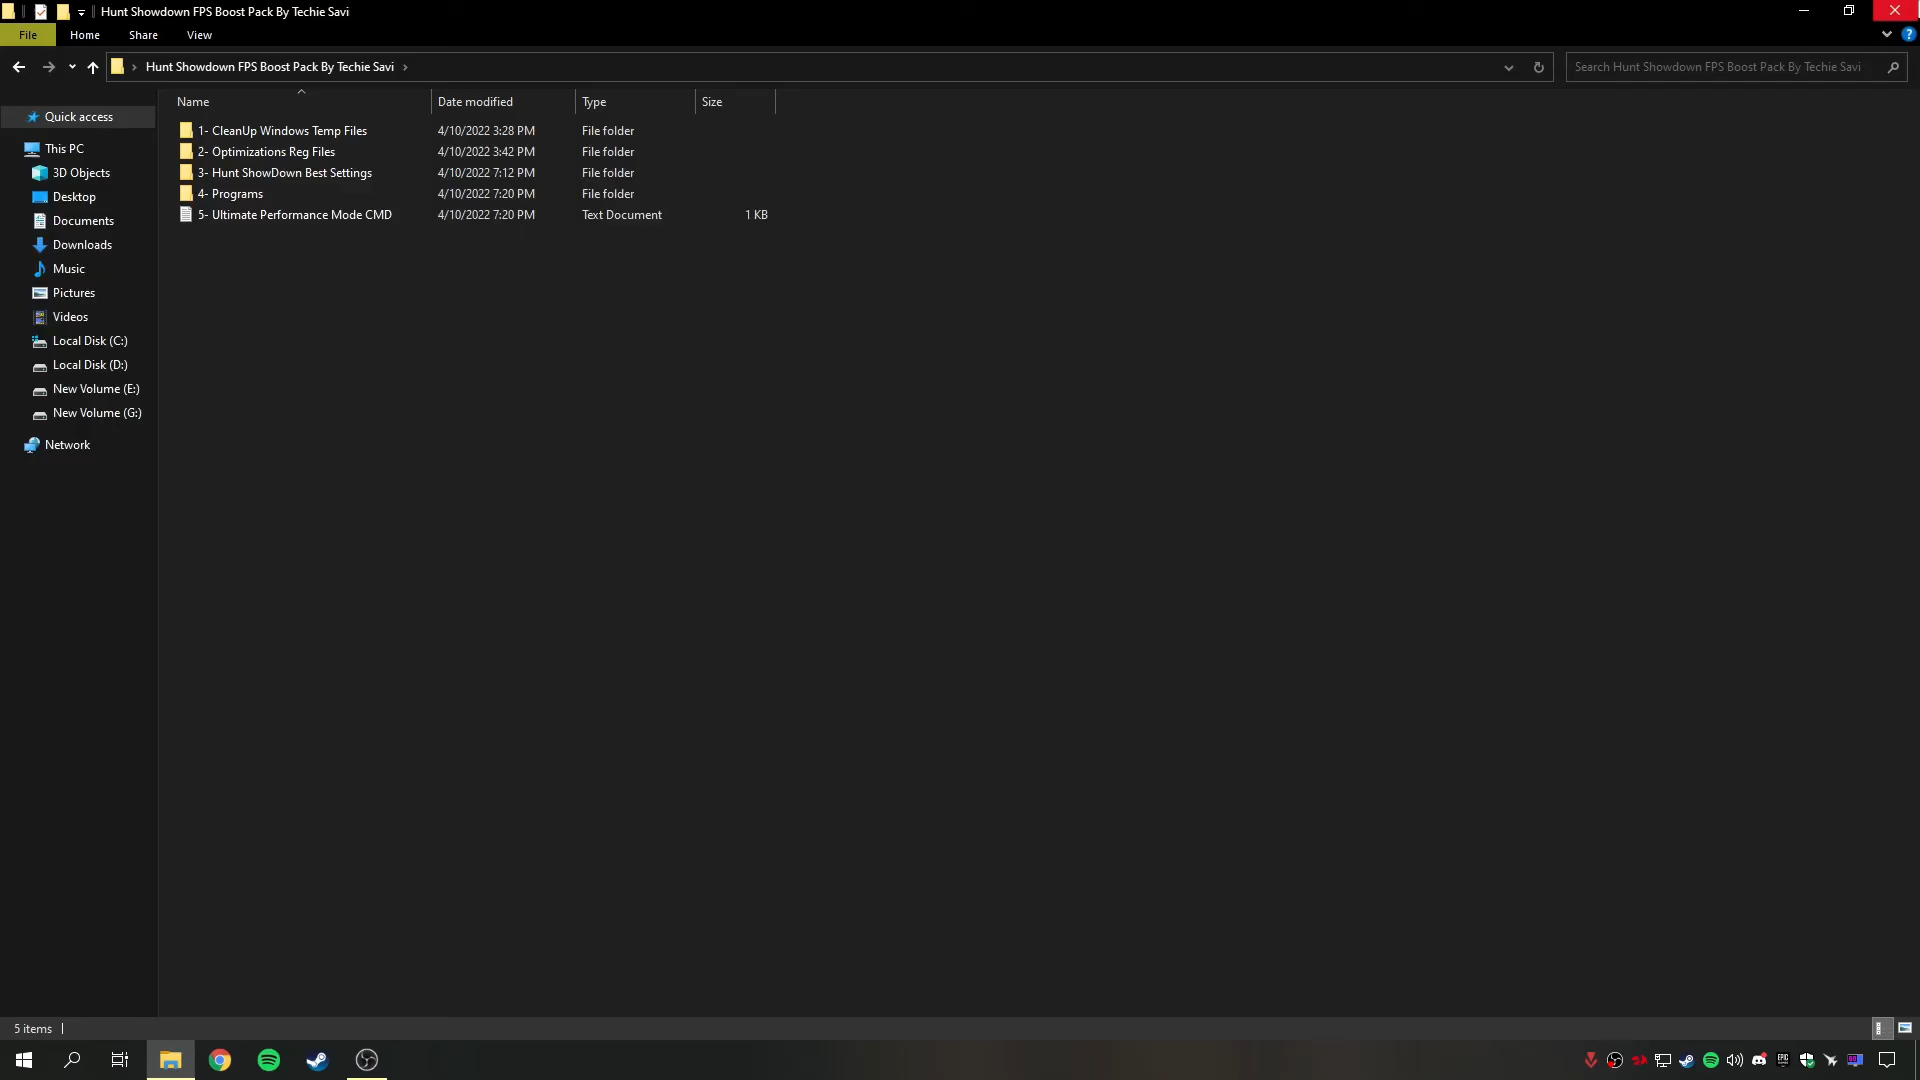 Hunt Showdown FPS Boost Pack By Techie Savi
File Home Share View
Hunt Showdown FPS Boost Pack By Techie Savi
Search Hunt Showdown FPS Boost Pack By Techie Savi
Name Date modified Type Size
Quick access
This PC
3D Objects
Desktop
Documents
Downloads
Music
Pictures
Videos
Local Disk (C:)
Local Disk (D:)
New Volume (E:)
New Volume (G:)
Network
1- CleanUp Windows Temp Files 4/10/2022 3:28 PM File folder
2- Optimizations Reg Files 4/10/2022 3:42 PM File folder
3- Hunt ShowDown Best Settings 4/10/2022 7:12 PM File folder
4- Programs 4/10/2022 7:20 PM File folder
5- Ultimate Performance Mode CMD 4/10/2022 7:20 PM Text Document 1 KB
5 items